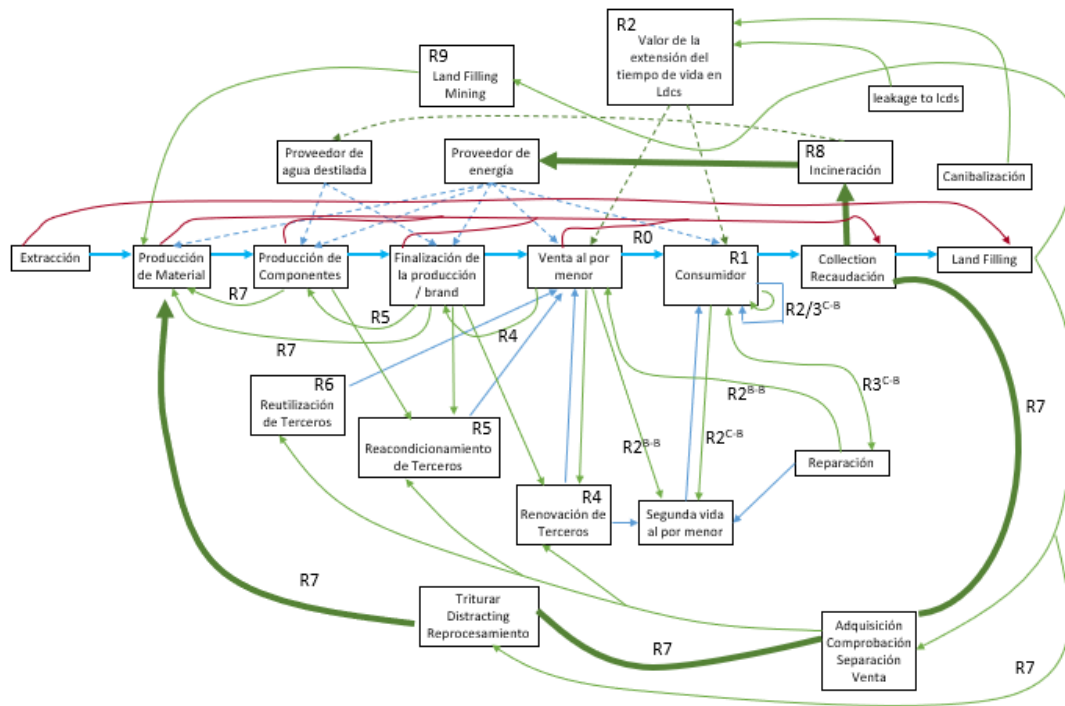 R2
Valor de la
extensión del
tiempo de vida en
Ldcs
R9
Land Filling
Mining
leakage to lcds
Proveedor de
agua destilada
Proveedor de
energía
R8
Incineración
Canibalización
R0
Extracción
Producción
de Material
Producción de
Componentes
Finalización de
la producción
/ brand
Venta al por
menor
R1
Consumidor
Collection
Recaudación
Land Filling
R7
R5
R4
R2/3C-B
R7
R6
Reutilización
de Terceros
R5
Reacondicionamiento
de Terceros
R2B-B
R3C-B
R7
R2B-B
R2C-B
Reparación
R4
Renovación de
Terceros
Segunda vida
al por menor
R7
Triturar
Distracting
Reprocesamiento
R7
Adquisición
Comprobación
Separación
Venta
R7